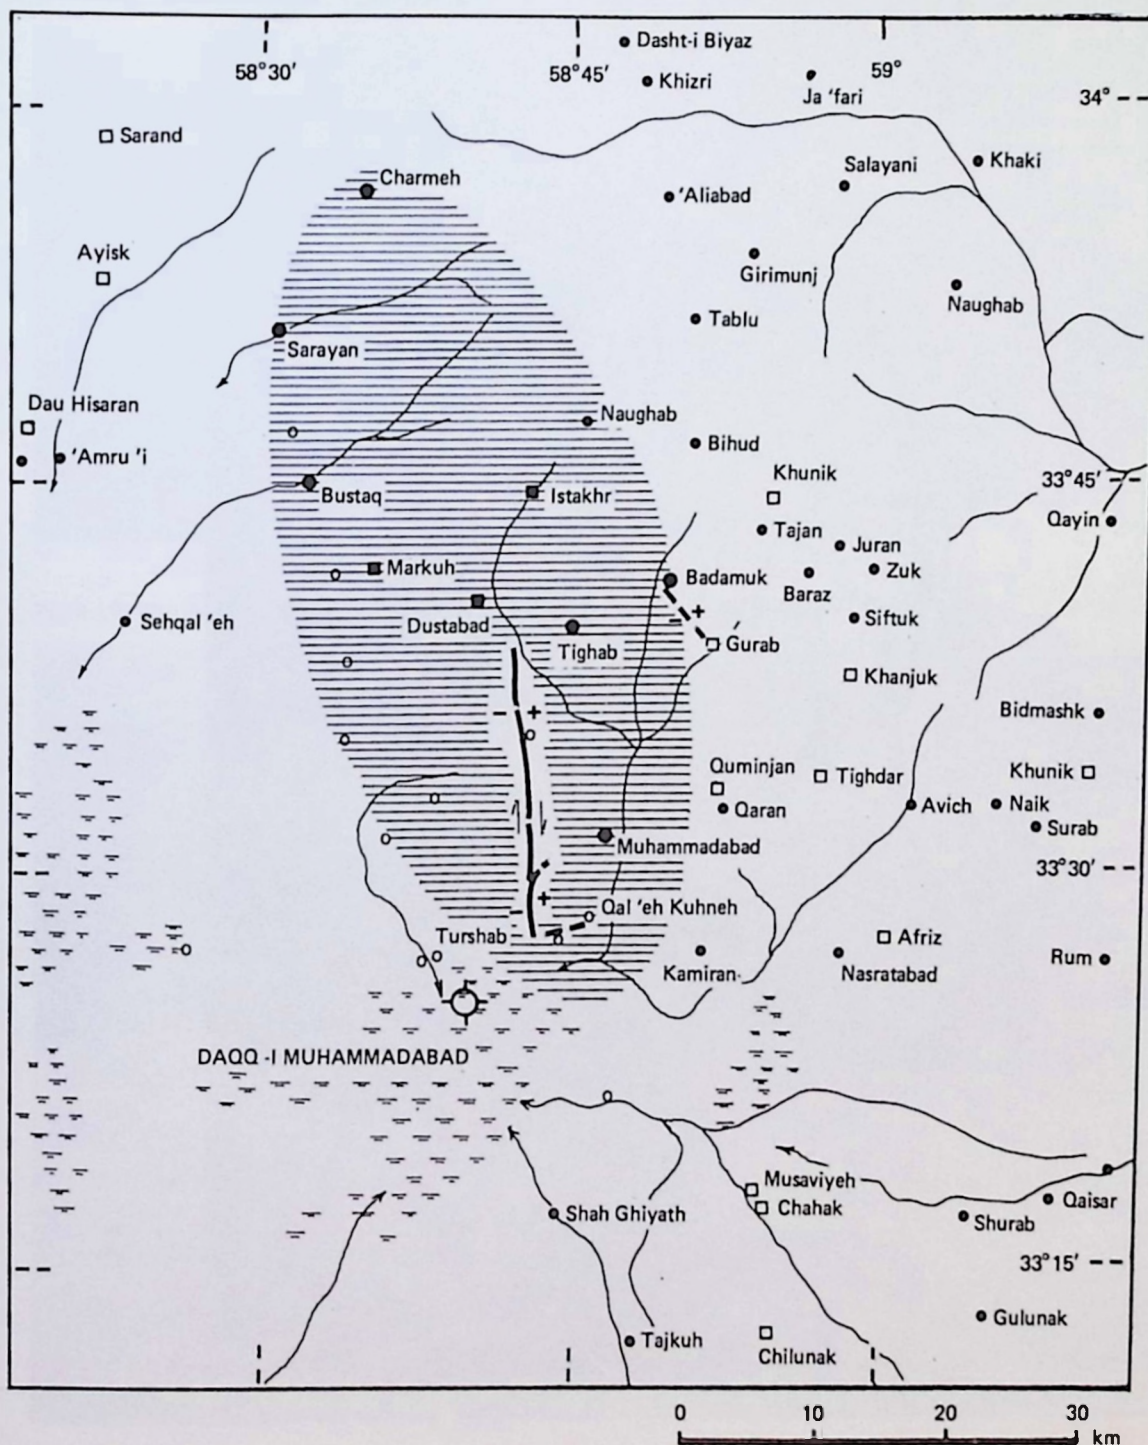 Dasht-i Biyaz
58°30′
58°45′
59°
Khizri
Ja ‘fari
34°
Sarand
Charmeh
Salayani
Khaki
‘Aliabad
Ayisk
Girimunj
Naughab
Tablu
Sarayan
Dau Hisaran
Naughab
Bihud
‘Amru ‘i
Khunik
33°45′
Bustaq
Istakhr
Qayin
Tajan
Juran
Markuh
Badamuk
Zuk
Baraz
Sehqal ‘eh
Dustabad
Siftuk
Tighab
Gurab
Khanjuk
Bidmashk
− +
− +
Quminjan
Tighdar
Khunik
Qaran
Avich
Naik
Surab
Muhammadabad
33°30′
− +
Qal ‘eh Kuhneh
Turshab
Afriz
Kamiran
Nasratabad
Rum
DAQQ -I MUHAMMADABAD
Musaviyeh
Chahak
Qaisar
Shah Ghiyath
Shurab
33°15′
Gulunak
Tajkuh
Chilunak
0 10 20 30
km